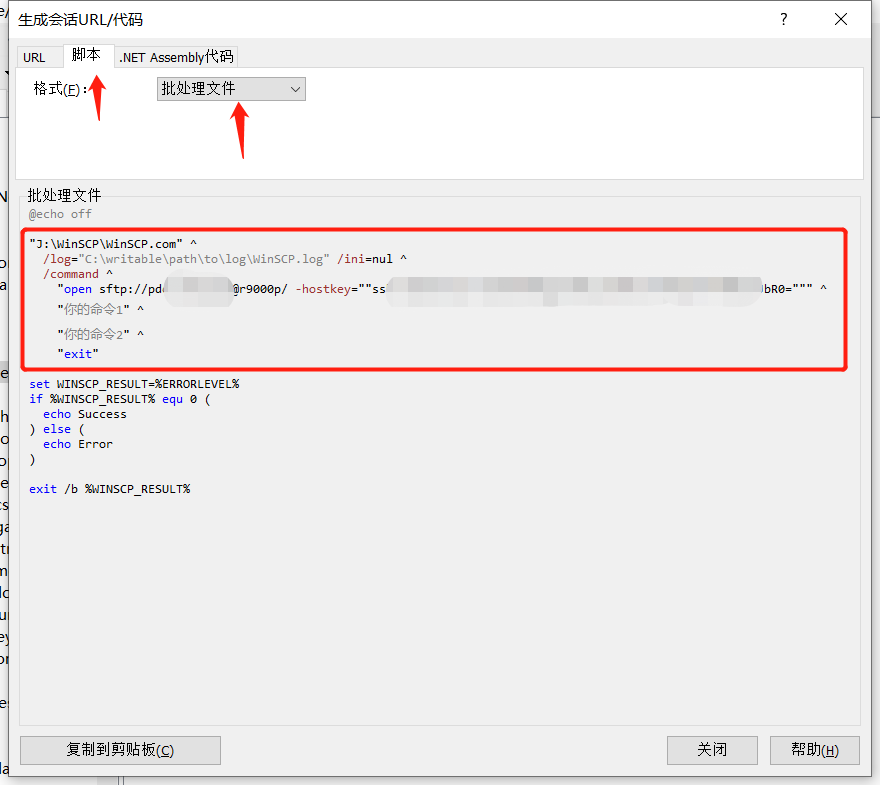 生成会话URL/代码
?
URL 脚本 .NET Assembly代码
格式(F): 批处理文件
批处理文件
@echo off
"J:\WinSCP\WinSCP.com" ^
/log="C:\writable\path\to\log\WinSCP.log" /ini=nul ^
/command ^
"open sftp://pd @r9000p/ -hostkey=""ss bR0=""" ^
"你的命令1" ^
"你的命令2" ^
"exit"
set WINSCP_RESULT=%ERRORLEVEL%
if %WINSCP_RESULT% equ 0 (
echo Success
) else (
echo Error
)
exit /b %WINSCP_RESULT%
复制到剪贴板(C) 关闭 帮助(H)